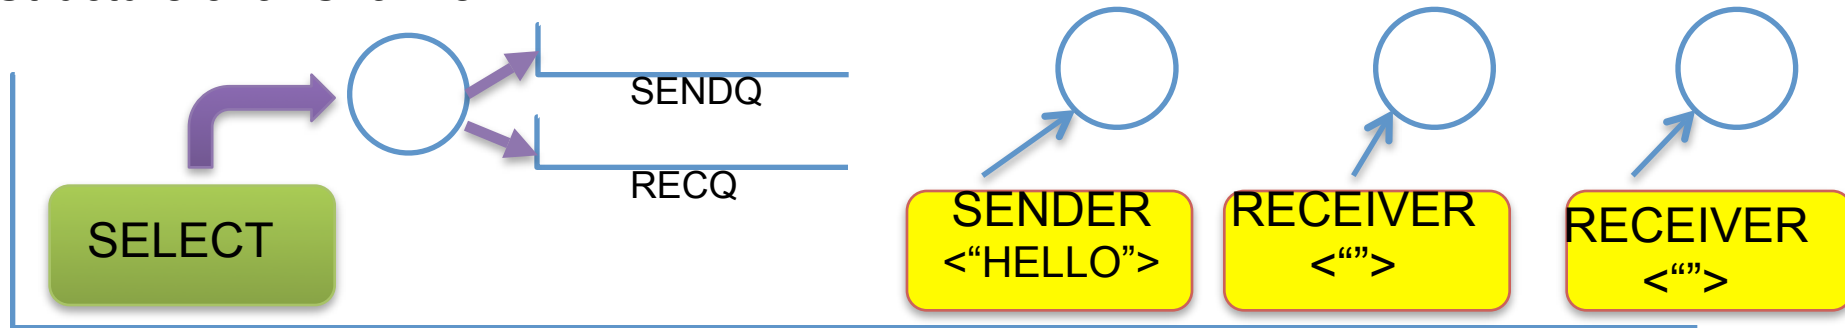 SENDQ
RECQ
SELECT
SENDER
<“HELLO”>
RECEIVER
<“”>
RECEIVER
<“”>